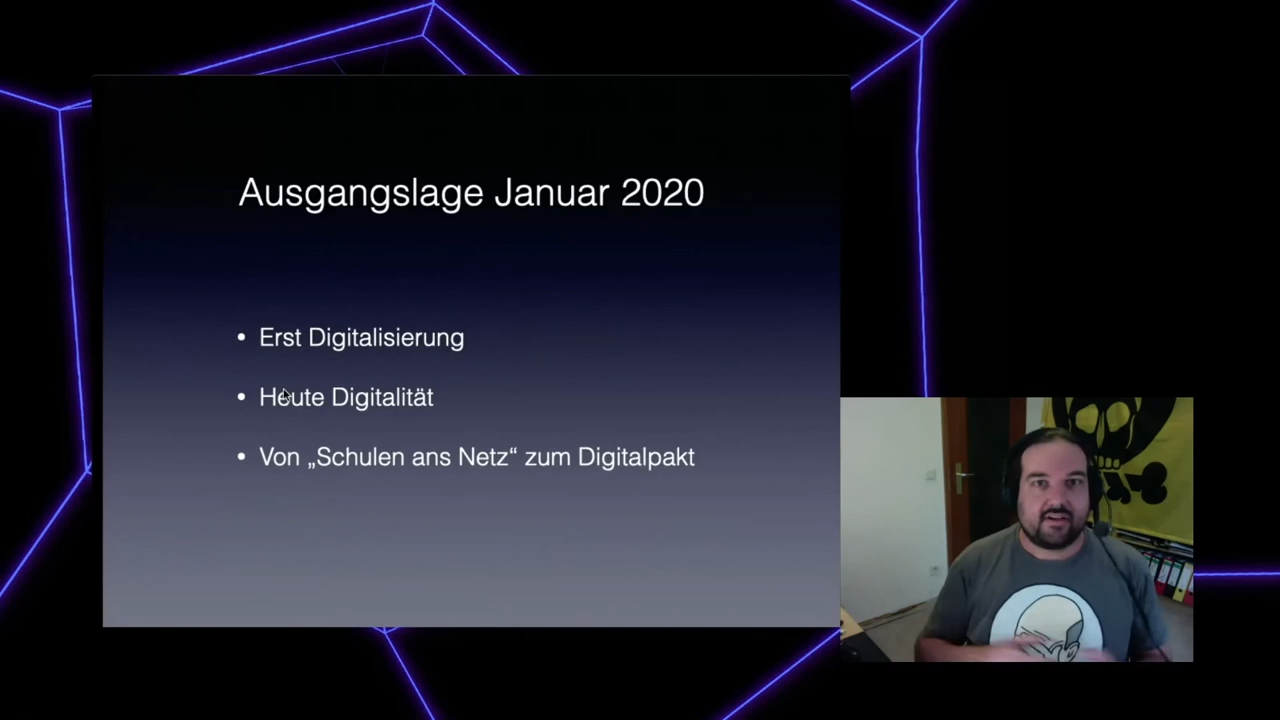 Ausgangslage Januar 2020
• Erst Digitalisierung
• Heute Digitalität
• Von „Schulen ans Netz“ zum Digitalpakt